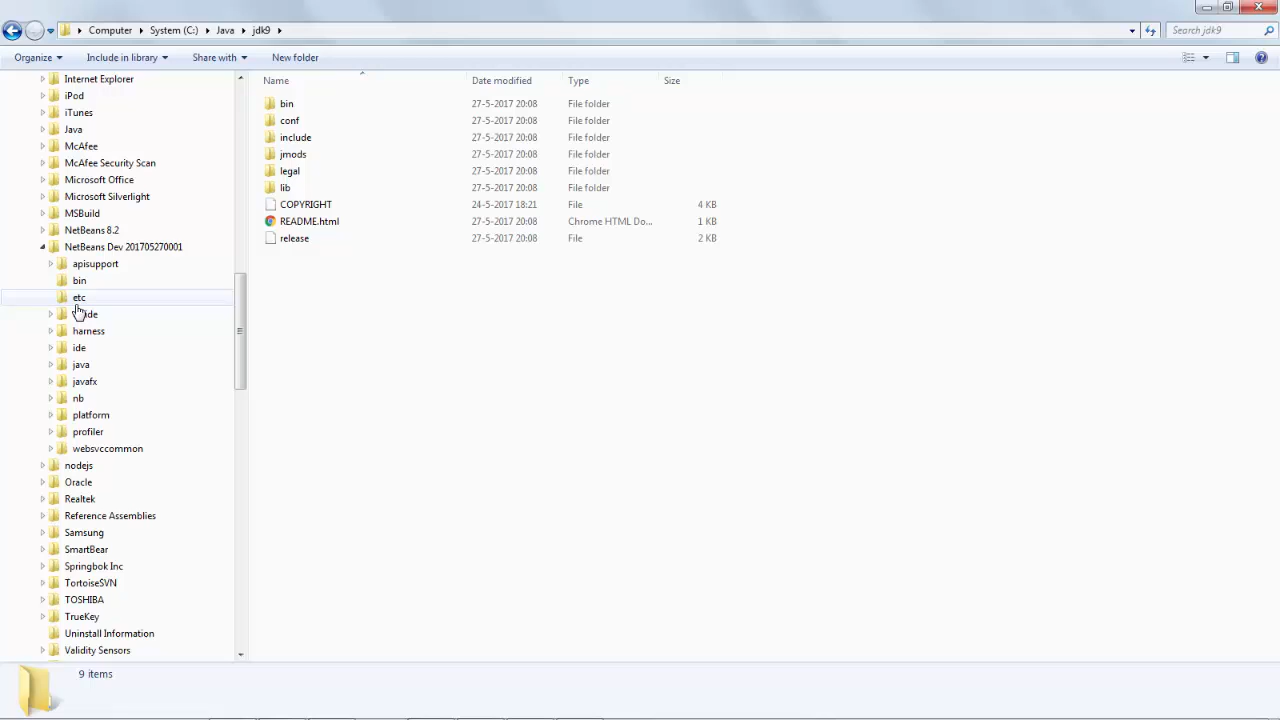 Computer System (C:) Java jdk9 Search jdk9
Organize Include in library Share with New folder
Internet Explorer
iPod
iTunes
Java
McAfee
McAfee Security Scan
Microsoft Office
Microsoft Silverlight
MSBuild
NetBeans 8.2
NetBeans Dev 201705270001
apisupport
bin
etc
ide
harness
ide
java
javafx
nb
platform
profiler
websvccommon
nodejs
Oracle
Realtek
Reference Assemblies
Samsung
SmartBear
Springbok Inc
TortoiseSVN
TOSHIBA
TrueKey
Uninstall Information
Validity Sensors
Name Date modified Type Size
bin 27-5-2017 20:08 File folder
conf 27-5-2017 20:08 File folder
include 27-5-2017 20:08 File folder
jmods 27-5-2017 20:08 File folder
legal 27-5-2017 20:08 File folder
lib 27-5-2017 20:08 File folder
COPYRIGHT 24-5-2017 18:21 File 4 KB
README.html 27-5-2017 20:08 Chrome HTML Do... 1 KB
release 27-5-2017 20:08 File 2 KB
9 items